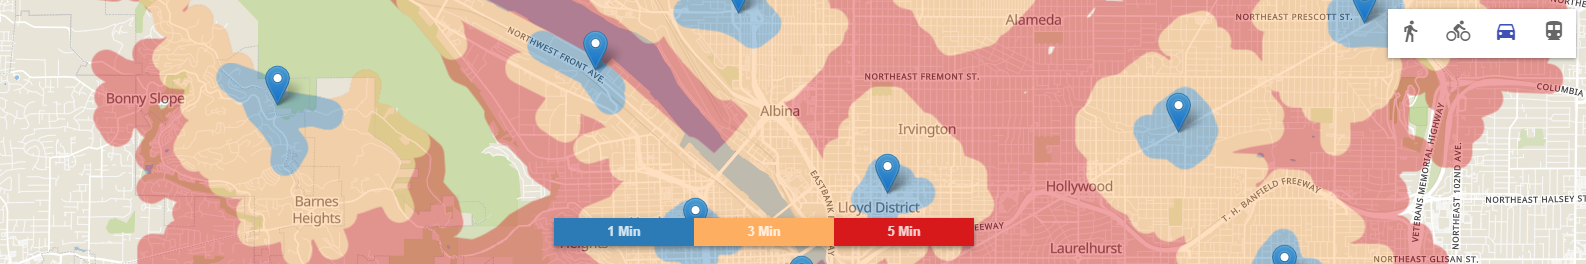 Alameda
NORTHEAST PRESCOTT ST.
NORTHWEST FRONT AVE.
NORTHEAST FREMONT ST.
COLUMBIA
Bonny Slope
Albina
Irvington
VETERANS MEMORIAL HIGHWAY
NORTHEAST 102ND AVE.
Hollywood
T. H. BANFIELD FREEWAY
Barnes
Heights
EASTBANK
Lloyd District
NORTHEAST HALSEY ST
1 Min
3 Min
5 Min
EEWAY
Heights
Laurelhurst
NORTHEAST GLISAN ST.